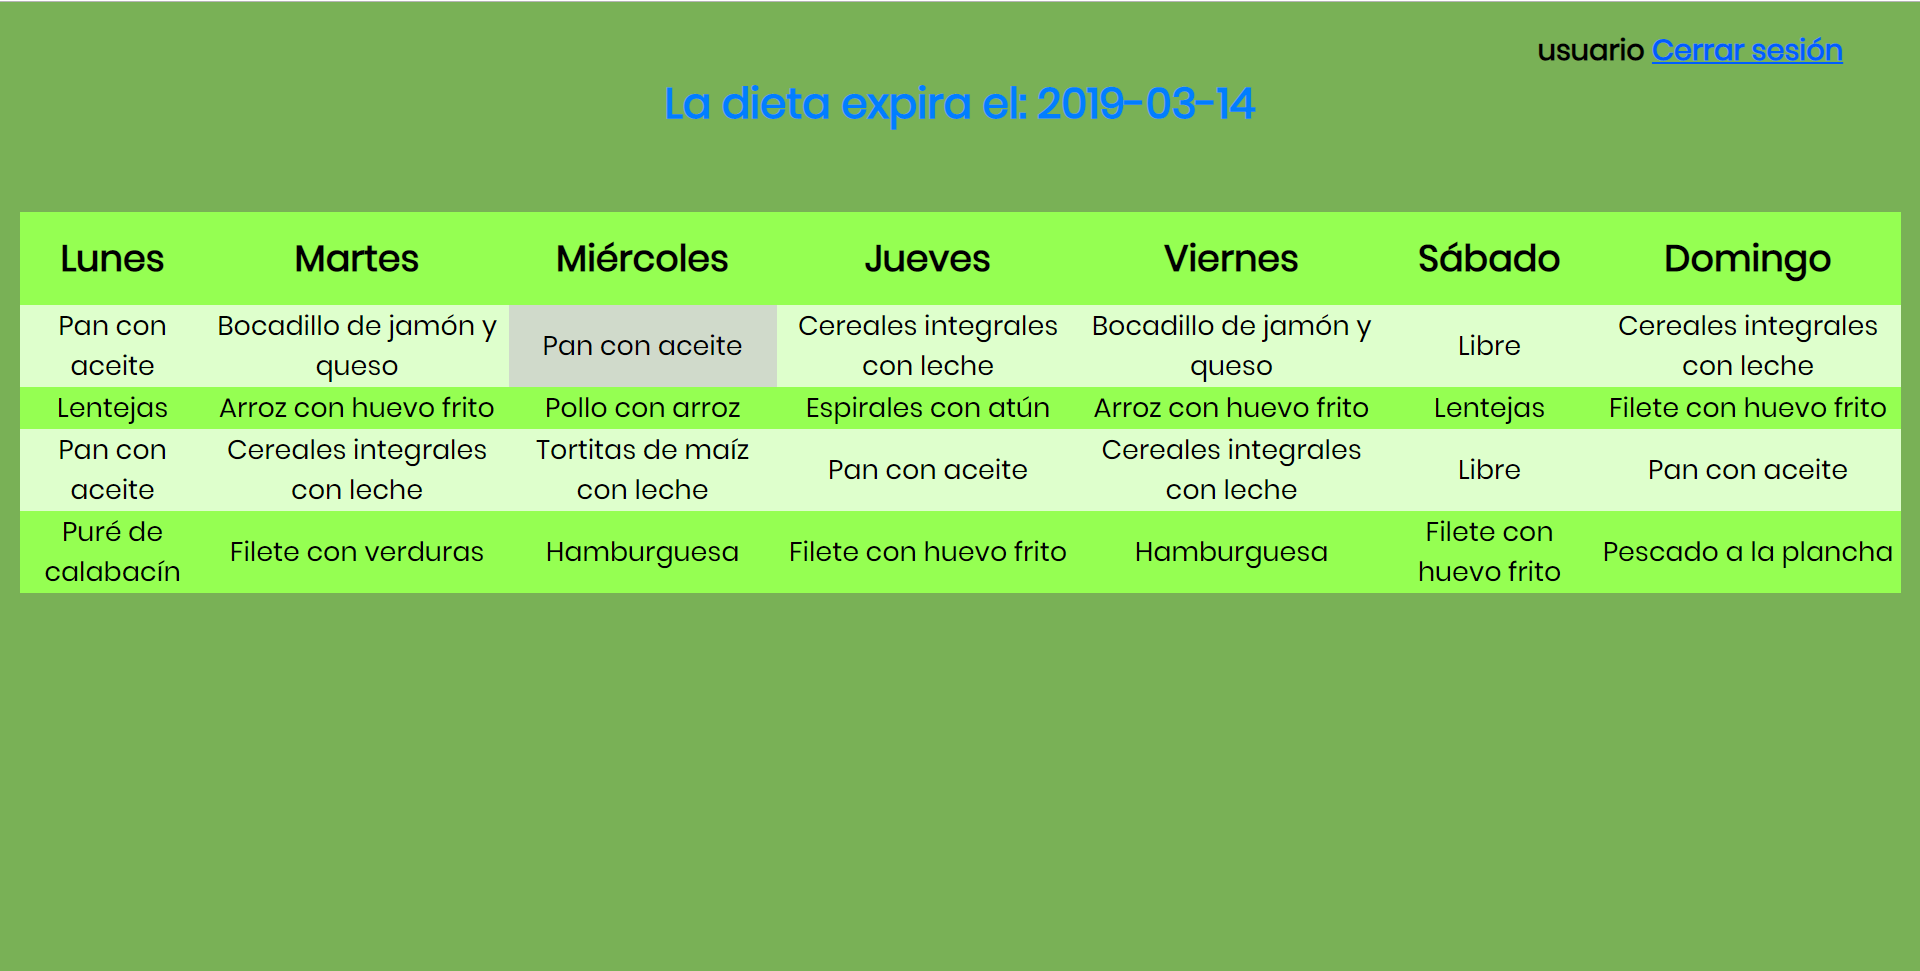 usuario Cerrar sesión
La dieta expira el: 2019-03-14
Lunes Martes Miércoles Jueves Viernes Sábado Domingo
Pan con aceite Bocadillo de jamón y queso Pan con aceite Cereales integrales con leche Bocadillo de jamón y queso Libre Cereales integrales con leche
Lentejas Arroz con huevo frito Pollo con arroz Espirales con atún Arroz con huevo frito Lentejas Filete con huevo frito
Pan con aceite Cereales integrales con leche Tortitas de maíz con leche Pan con aceite Cereales integrales con leche Libre Pan con aceite
Puré de calabacín Filete con verduras Hamburguesa Filete con huevo frito Hamburguesa Filete con huevo frito Pescado a la plancha